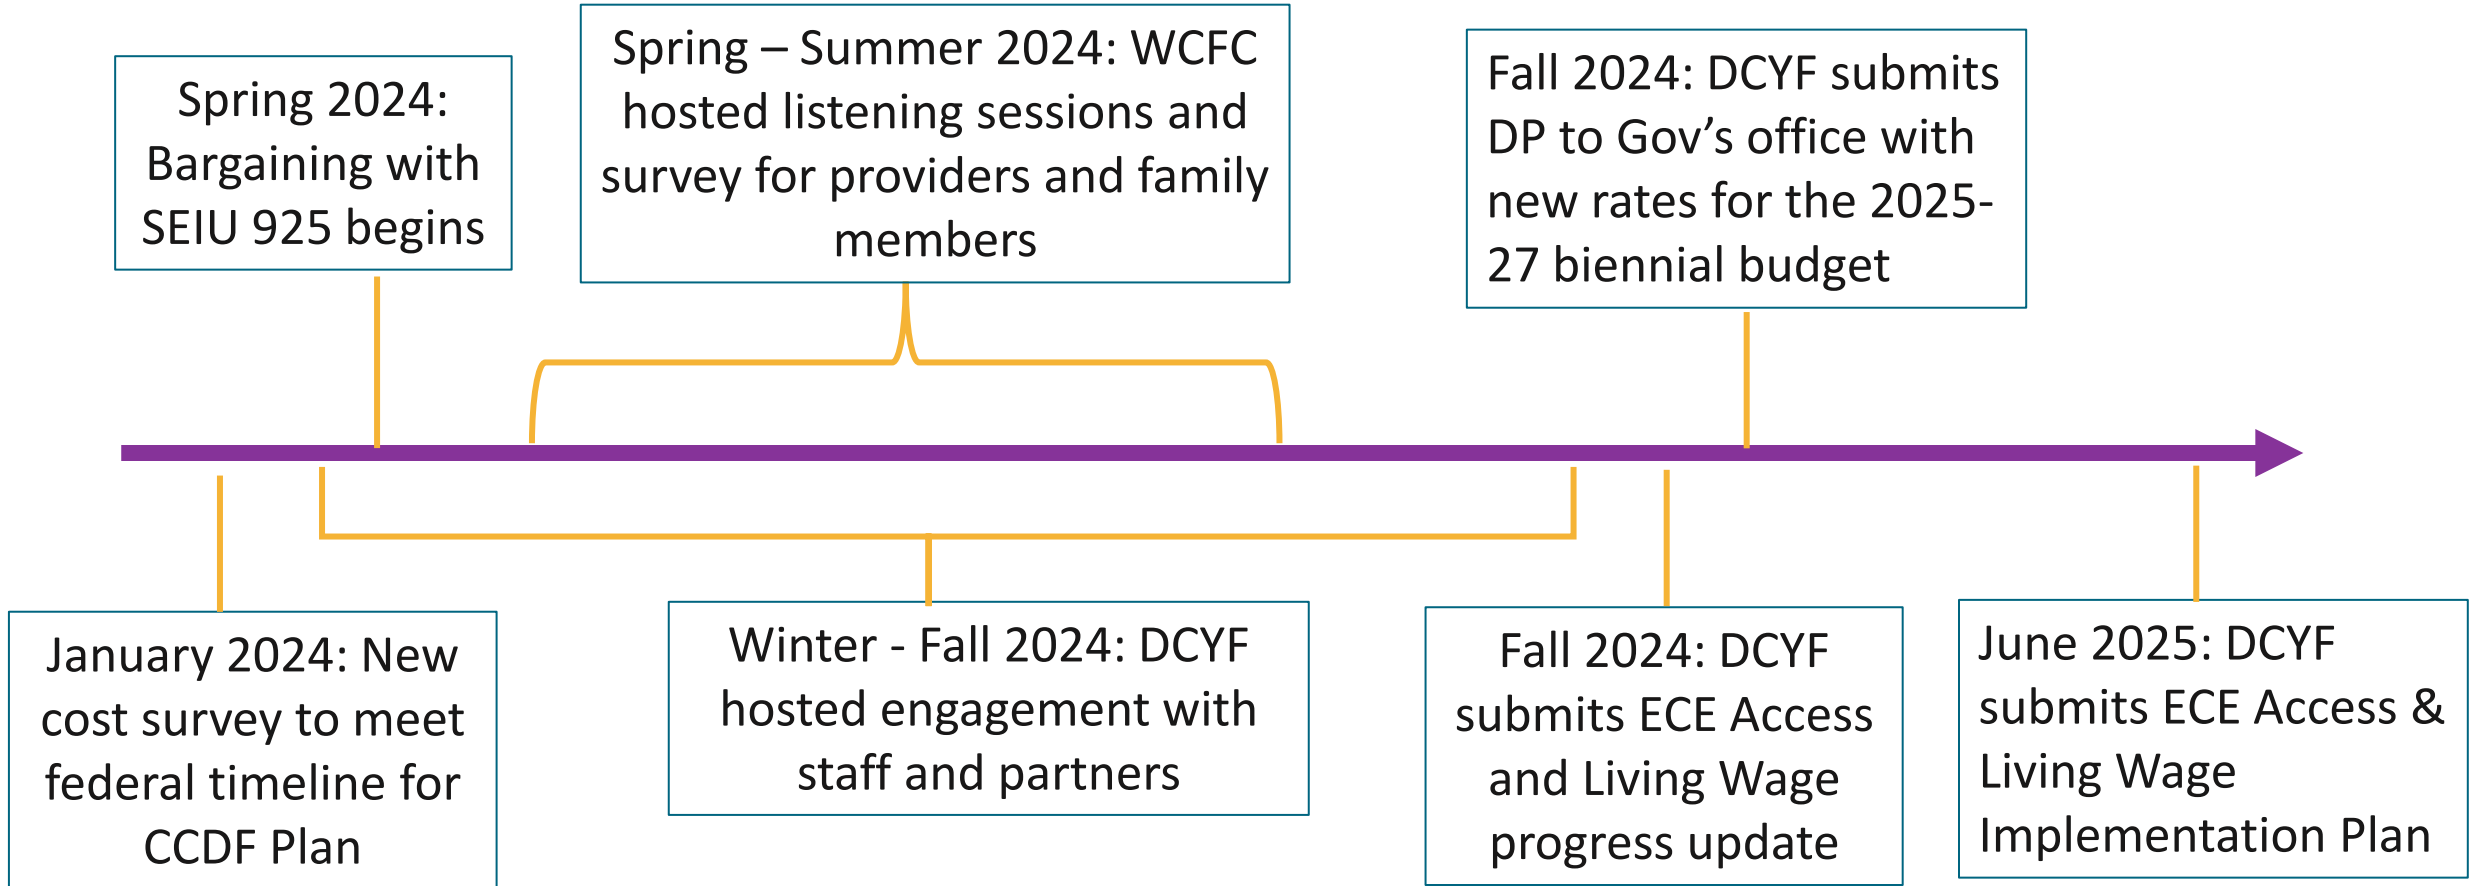 Spring 2024:
Bargaining with
SEIU 925 begins
Spring – Summer 2024: WCFC
hosted listening sessions and
survey for providers and family
members
Fall 2024: DCYF submits
DP to Gov’s office with
new rates for the 2025-
27 biennial budget
January 2024: New
cost survey to meet
federal timeline for
CCDF Plan
Winter - Fall 2024: DCYF
hosted engagement with
staff and partners
Fall 2024: DCYF
submits ECE Access
and Living Wage
progress update
June 2025: DCYF
submits ECE Access &
Living Wage
Implementation Plan